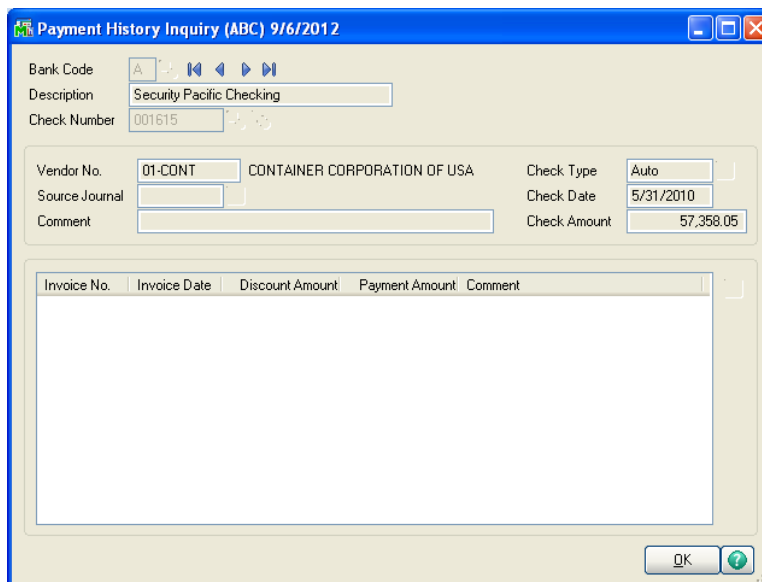 Payment History Inquiry (ABC) 9/6/2012
Bank Code A
Description Security Pacific Checking
Check Number 001615
Vendor No. 01-CONT CONTAINER CORPORATION OF USA Check Type Auto
Source Journal Check Date 5/31/2010
Comment Check Amount 57,358.05
Invoice No. Invoice Date Discount Amount Payment Amount Comment
OK ?